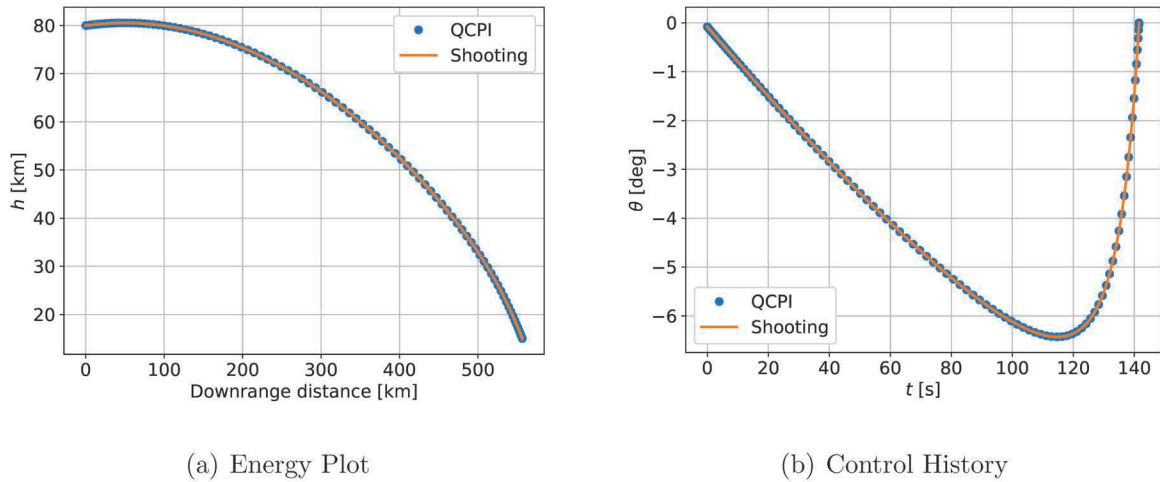 80
70
60
50
40
30
20
h [km]
0 100 200 300 400 500
Downrange distance [km]
QCPI
Shooting
(a) Energy Plot
0
−1
−2
−3
−4
−5
−6
θ [deg]
0 20 40 60 80 100 120 140
t [s]
QCPI
Shooting
(b) Control History